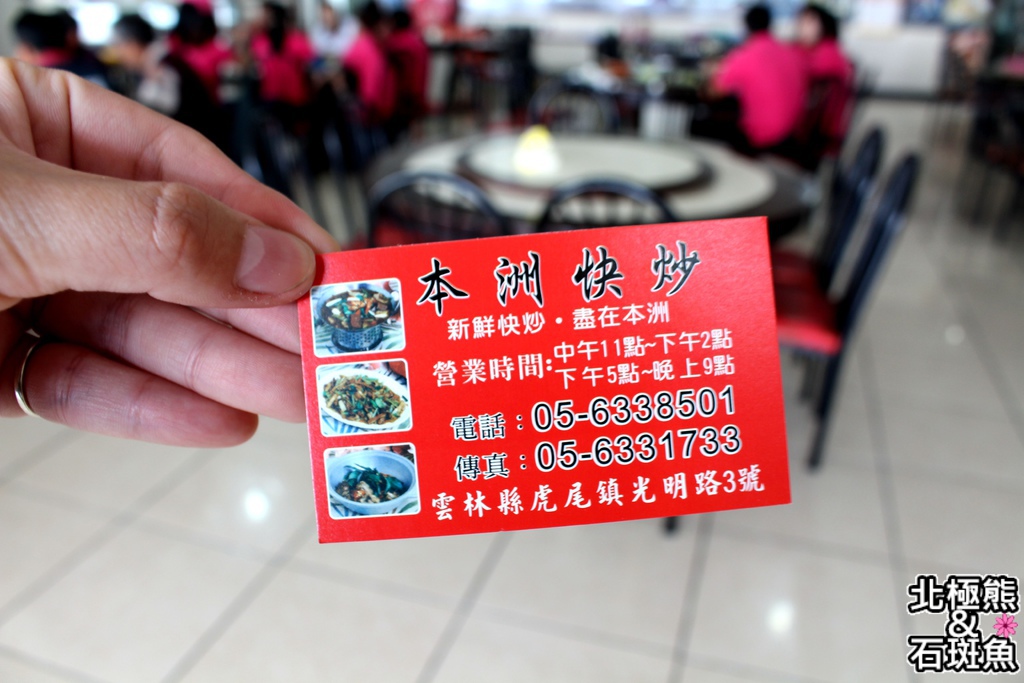 本洲快炒
新鮮快炒・盡在本洲
營業時間:中午11點~下午2點
下午5點~晚上9點
電話:05-6338501
傳真:05-6331733
雲林縣虎尾鎮光明路3號
北極熊
&
石斑魚